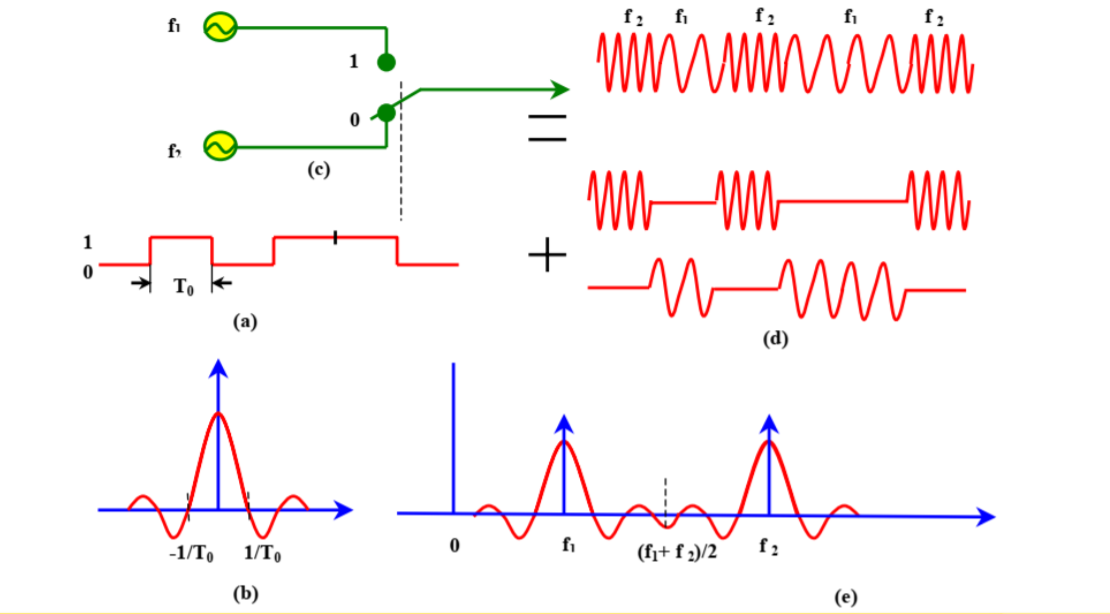 f₁
1
0
f₂
(c)
f ₂ f₁ f ₂ f₁ f ₂
1
0
T₀
(a)
(d)
-1/T₀ 1/T₀
(b)
0 f₁ (f₁+ f ₂)/2 f ₂
(e)